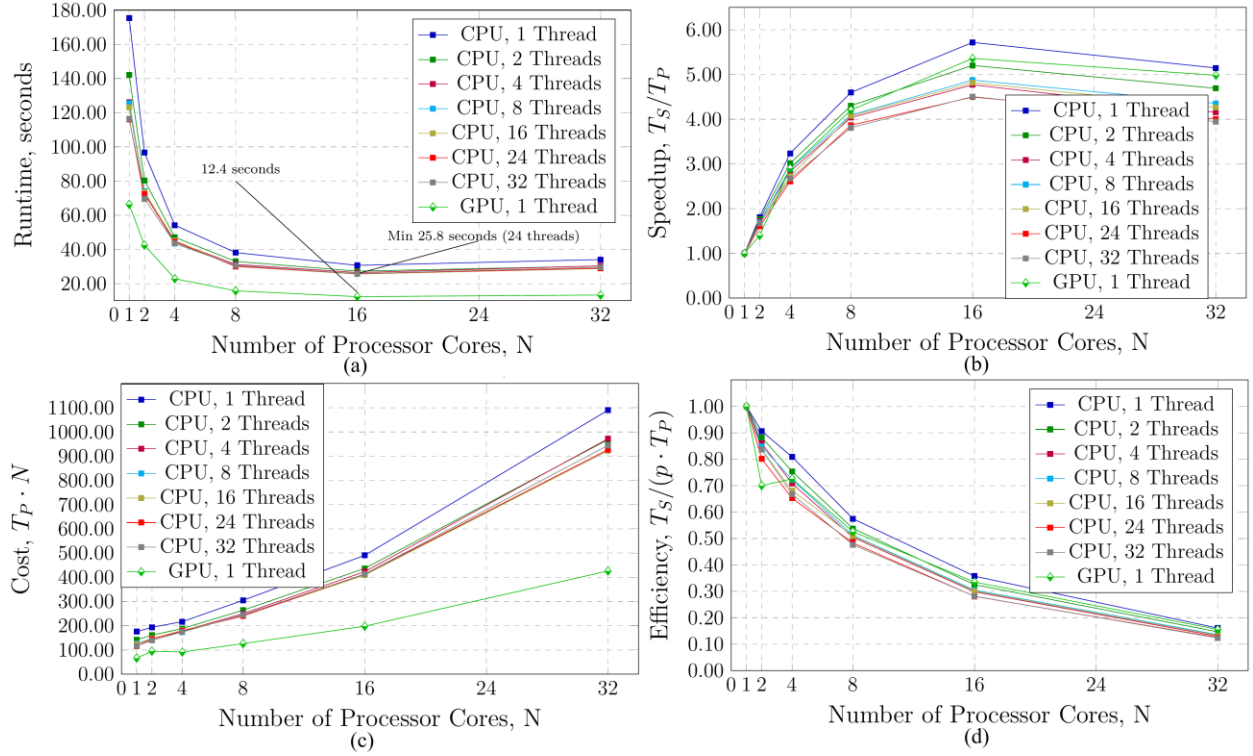 180.00
160.00
140.00
120.00
100.00
80.00
60.00
40.00
20.00
Runtime, seconds
CPU, 1 Thread
CPU, 2 Threads
CPU, 4 Threads
CPU, 8 Threads
CPU, 16 Threads
CPU, 24 Threads
CPU, 32 Threads
GPU, 1 Thread
12.4 seconds
Min 25.8 seconds (24 threads)
0 1 2 4 8 16 24 32
Number of Processor Cores, N
(a)
6.00
5.00
4.00
3.00
2.00
1.00
0.00
Speedup, T_S/T_P
CPU, 1 Thread
CPU, 2 Threads
CPU, 4 Threads
CPU, 8 Threads
CPU, 16 Threads
CPU, 24 Threads
CPU, 32 Threads
GPU, 1 Thread
0 1 2 4 8 16 24 32
Number of Processor Cores, N
(b)
1100.00
1000.00
900.00
800.00
700.00
600.00
500.00
400.00
300.00
200.00
100.00
0.00
Cost, T_P · N
CPU, 1 Thread
CPU, 2 Threads
CPU, 4 Threads
CPU, 8 Threads
CPU, 16 Threads
CPU, 24 Threads
CPU, 32 Threads
GPU, 1 Thread
0 1 2 4 8 16 24 32
Number of Processor Cores, N
(c)
1.00
0.90
0.80
0.70
0.60
0.50
0.40
0.30
0.20
0.10
0.00
Efficiency, T_S/(p · T_P)
CPU, 1 Thread
CPU, 2 Threads
CPU, 4 Threads
CPU, 8 Threads
CPU, 16 Threads
CPU, 24 Threads
CPU, 32 Threads
GPU, 1 Thread
0 1 2 4 8 16 24 32
Number of Processor Cores, N
(d)